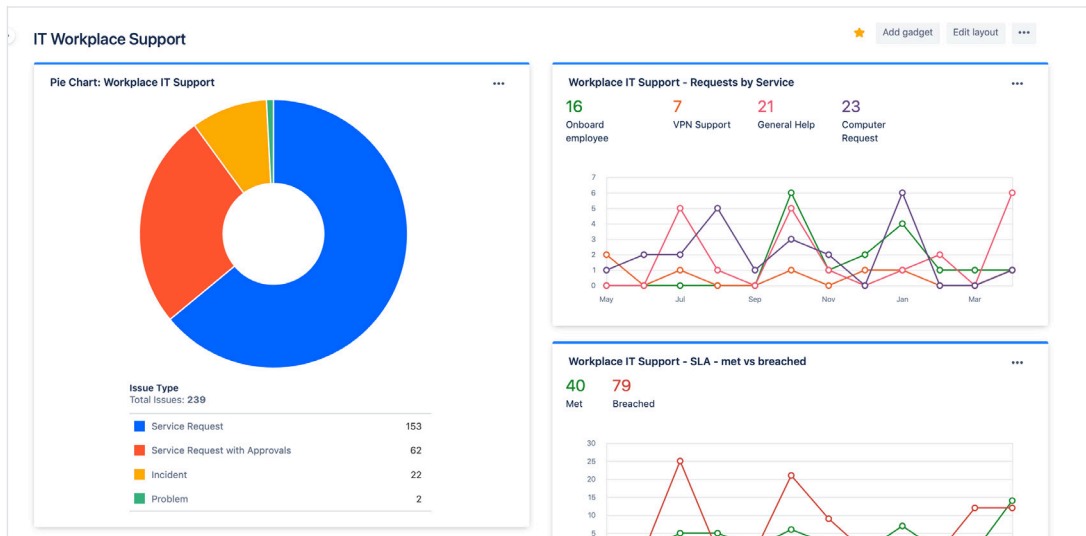 IT Workplace Support
Add gadget
Edit layout
Pie Chart: Workplace IT Support
Issue Type
Total Issues: 239
Service Request 153
Service Request with Approvals 62
Incident 22
Problem 2
Workplace IT Support - Requests by Service
16 7 21 23
Onboard employee
VPN Support
General Help
Computer Request
7
6
5
4
3
2
1
0
May Jul Sep Nov Jan Mar
Workplace IT Support - SLA - met vs breached
40 79
Met Breached
30
25
20
15
10
5